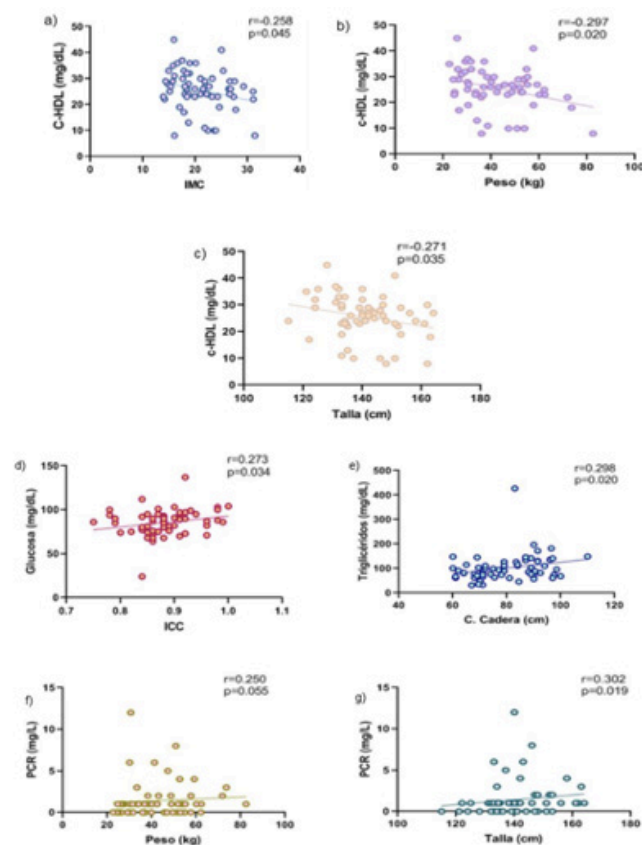 a)
r=-0.258
p=0.045
C-HDL (mg/dL)
50
40
30
20
10
0
0 10 20 30 40
IMC
b)
r=-0.297
p=0.020
c-HDL (mg/dL)
50
40
30
20
10
0
20 40 60 80 100
Peso (kg)
c)
r=-0.271
p=0.035
c-HDL (mg/dL)
50
40
30
20
10
0
100 120 140 160 180
Talla (cm)
d)
r=0.273
p=0.034
Glucosa (mg/dL)
150
100
50
0
0.7 0.8 0.9 1.0 1.1
ICC
e)
r=0.298
p=0.020
Triglicéridos (mg/dL)
500
400
300
200
100
0
40 60 80 100 120
C. Cadera (cm)
f)
r=0.250
p=0.055
PCR (mg/L)
15
10
5
0
0 20 40 60 80 100
Peso (kg)
g)
r=0.302
p=0.019
PCR (mg/L)
15
10
5
0
100 120 140 160 180
Talla (cm)